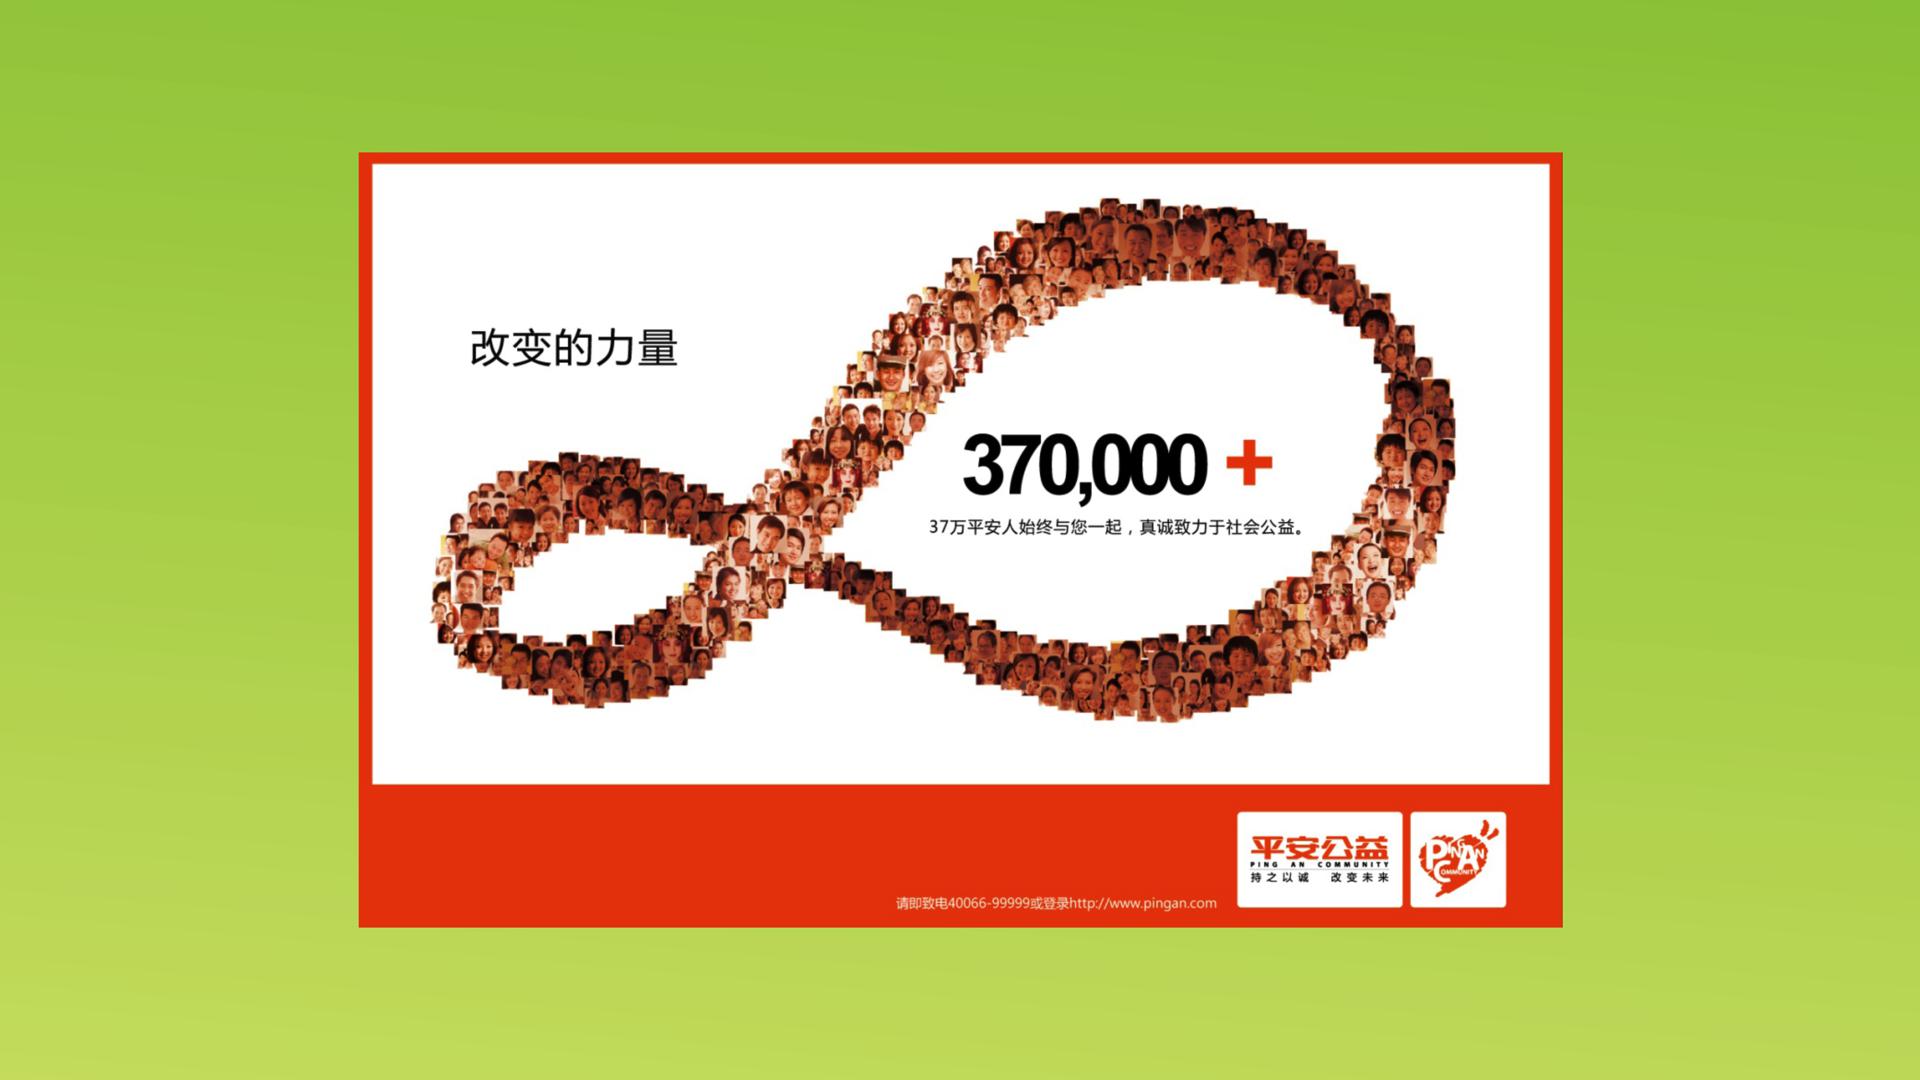 改变的力量
370,000 +
37万平安人始终与您一起，真诚致力于社会公益。
平安公益
PING AN COMMUNITY
持之以诚 改变未来
PING AN
COMMUNITY
请即致电40066-99999或登录http://www.pingan.com